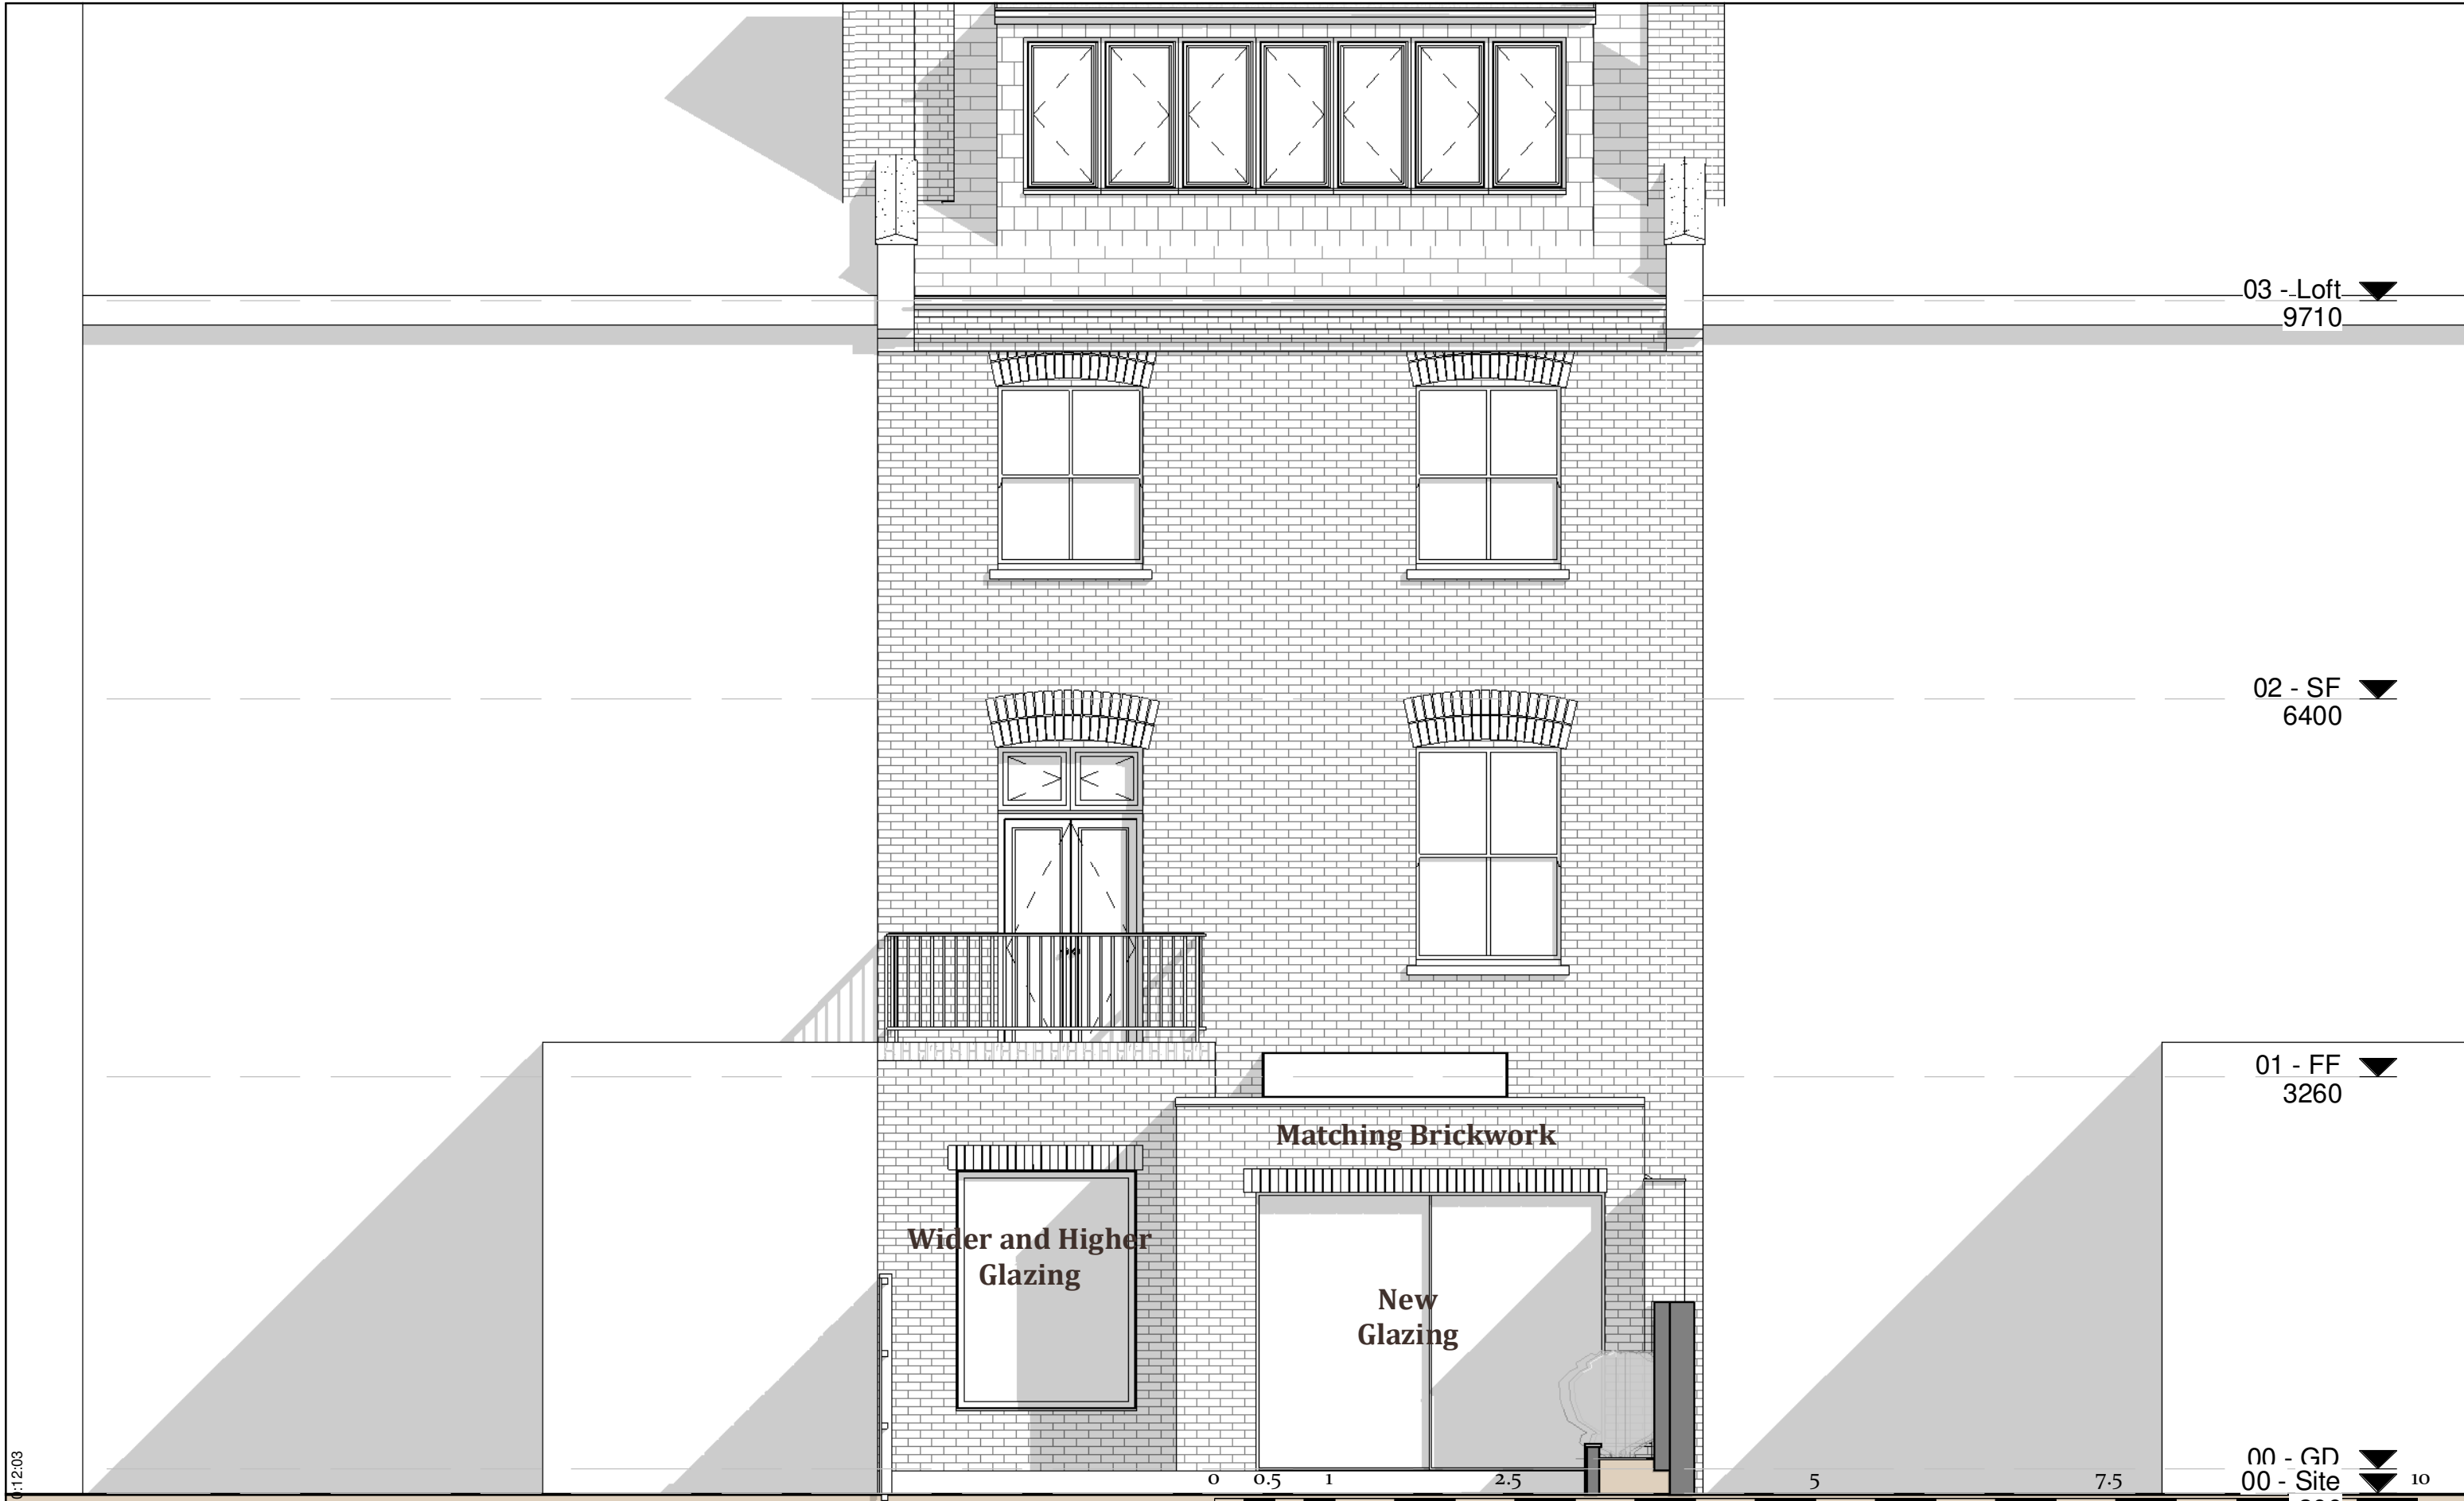 03 - Loft
9710
02 - SF
6400
01 - FF
3260
Matching Brickwork
Wider and Higher
Glazing
New
Glazing
00 - GD
0 0.5 1 2.5 5 7.5 10
00 - Site